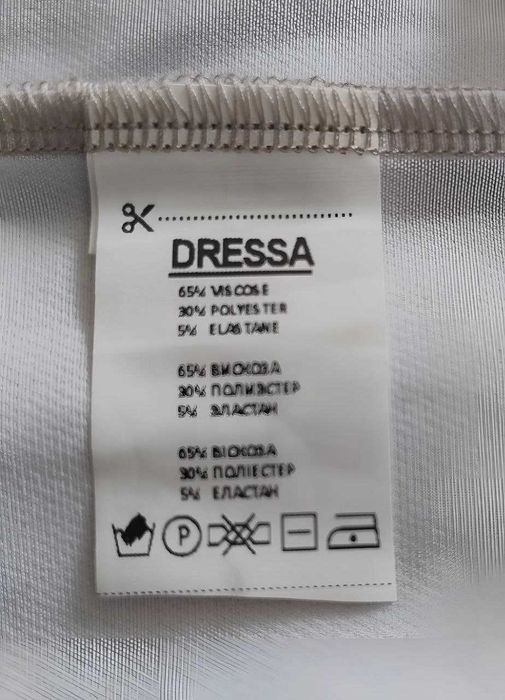 DRESSA
65% VISCOSE
30% POLYESTER
5% ELASTANE
65% ВИСКОЗА
30% ПОЛИЭСТЕР
5% ЭЛАСТАН
65% ВІСКОЗА
30% ПОЛІЕСТЕР
5% ЕЛАСТАН
P